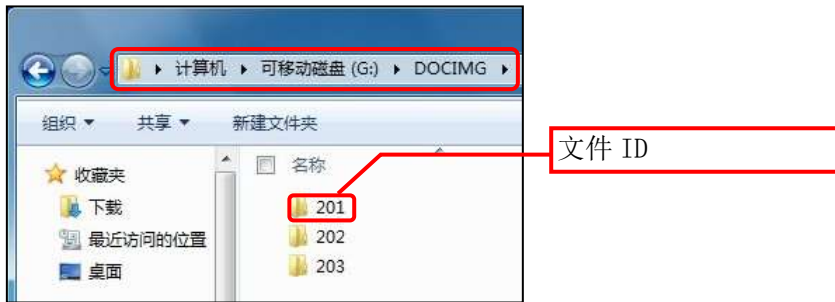 计算机 可移动磁盘 (G:) DOCIMG
组织 共享 新建文件夹
文件 ID
收藏夹 名称
下载 201
最近访问的位置 202
桌面 203